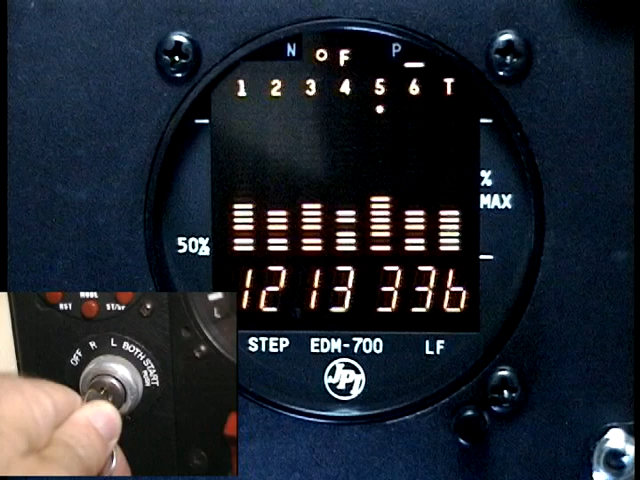 N °F P
1 2 3 4 5 6 T
% MAX
50%
1213 336
STEP EDM-700 LF
JPI
RST ST/SP
OFF R L BOTH START
PUSH